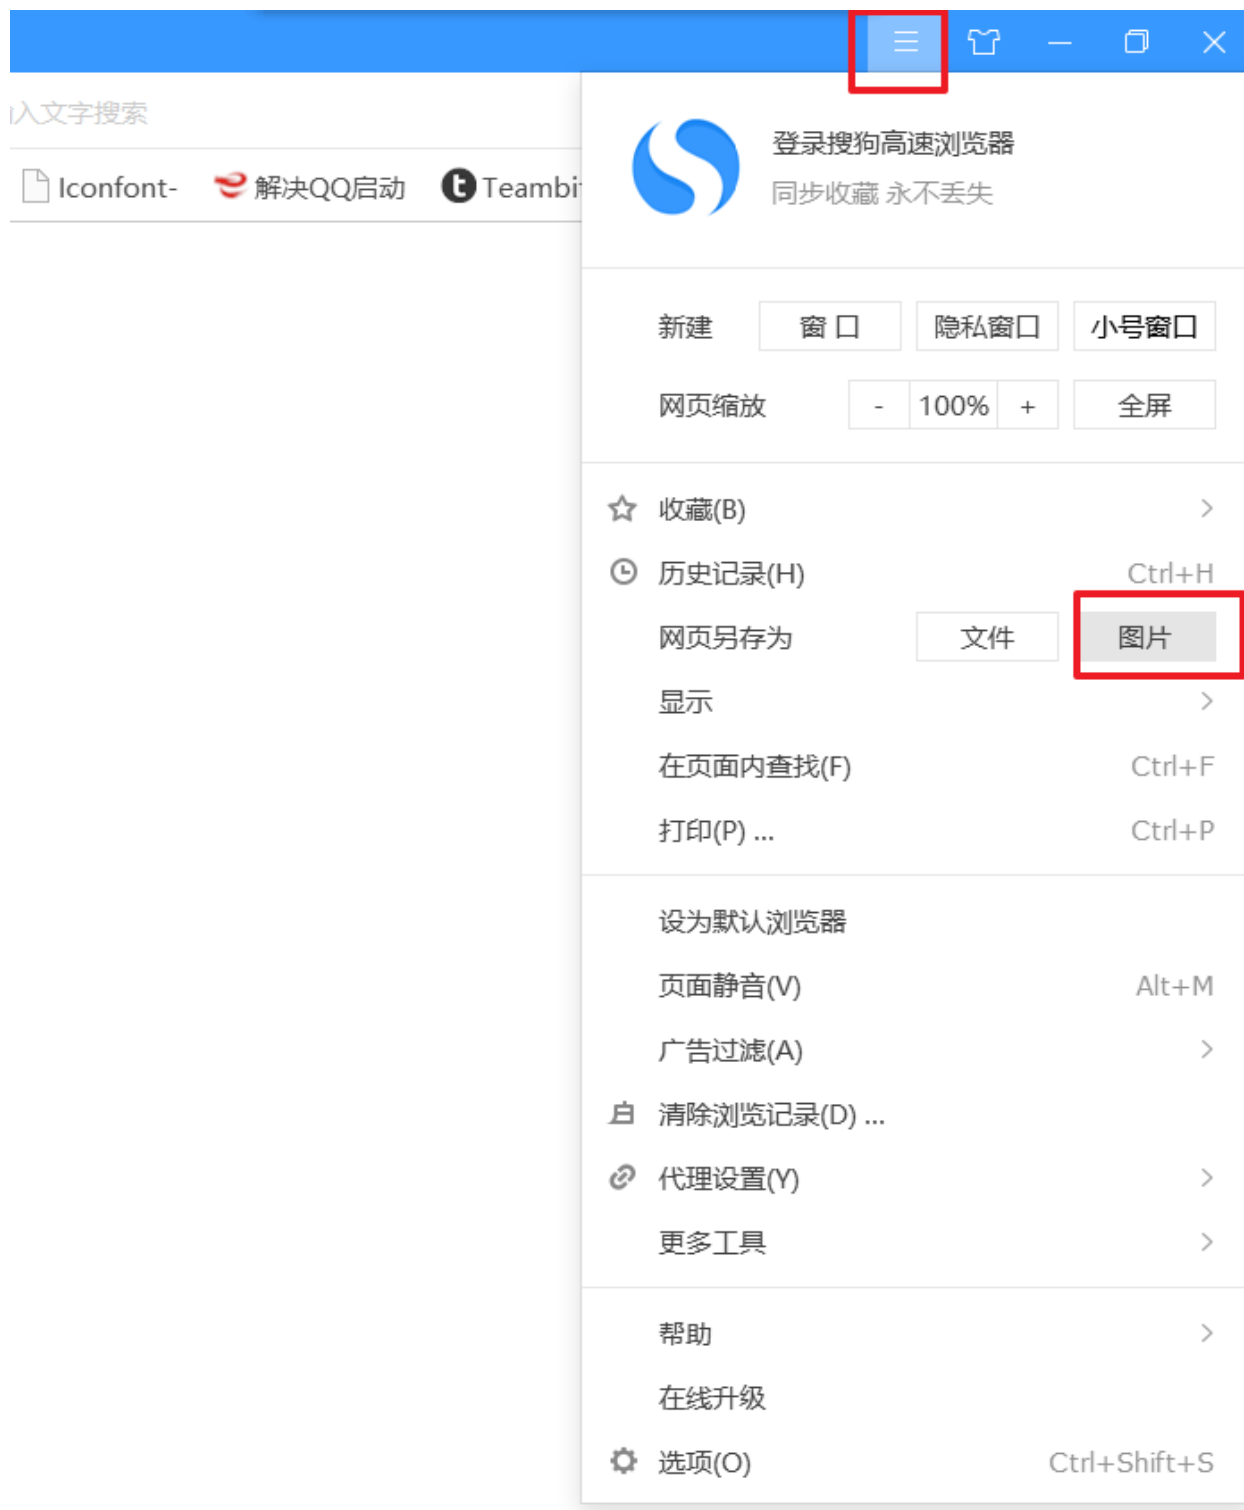 入文字搜索
Iconfont- 解决QQ启动 Teambi
登录搜狗高速浏览器
同步收藏 永不丢失
新建 窗口 隐私窗口 小号窗口
网页缩放 - 100% + 全屏
收藏(B)
历史记录(H) Ctrl+H
网页另存为 文件 图片
显示
在页面内查找(F) Ctrl+F
打印(P) ... Ctrl+P
设为默认浏览器
页面静音(V) Alt+M
广告过滤(A)
清除浏览记录(D) ...
代理设置(Y)
更多工具
帮助
在线升级
选项(O) Ctrl+Shift+S